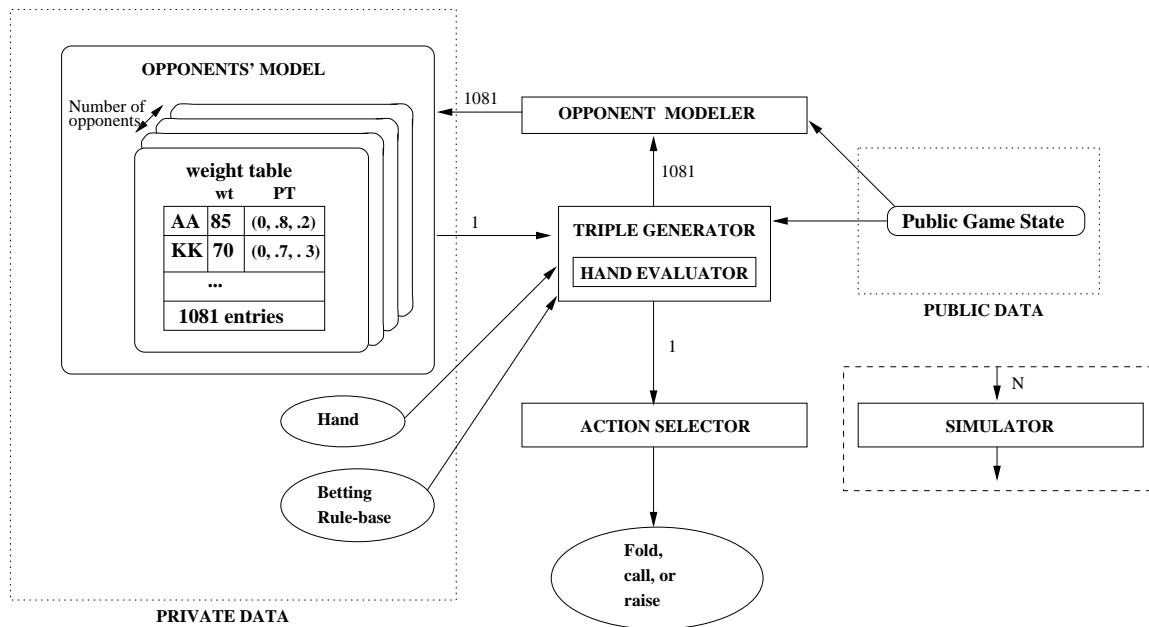 OPPONENTS' MODEL
Number of
opponents
weight table
wt PT
AA 85 (0, .8, .2)
KK 70 (0, .7, . 3)
...
1081 entries
1081
OPPONENT MODELER
1081
1
TRIPLE GENERATOR
HAND EVALUATOR
Public Game State
PUBLIC DATA
1
Hand
Betting
Rule-base
ACTION SELECTOR
N
SIMULATOR
Fold,
call, or
raise
PRIVATE DATA